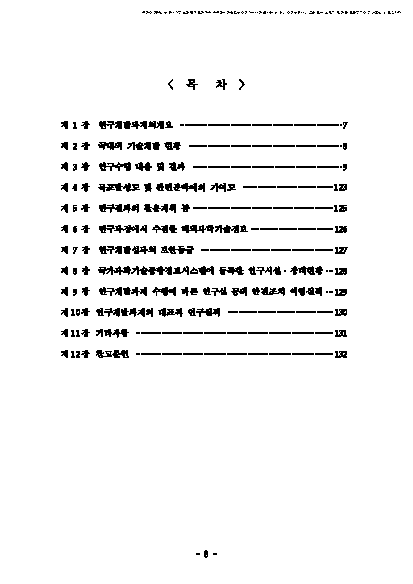 < 목 차 >
제 1 장 연구개발과제의개요 7
제 2 장 국내외 기술개발 현황 8
제 3 장 연구수행 내용 및 결과 9
제 4 장 목표달성도 및 관련분야에의 기여도 123
제 5 장 연구결과의 활용계획 등 125
제 6 장 연구과정에서 수집한 해외과학기술정보 126
제 7 장 연구개발성과의 보안등급 127
제 8 장 국가과학기술종합정보시스템에 등록한 연구시설·장비현황 128
제 9 장 연구개발과제 수행에 따른 연구실 등의 안전조치 이행실적 129
제10장 연구개발과제의 대표적 연구실적 130
제11장 기타사항 131
제12장 참고문헌 132
- 6 -